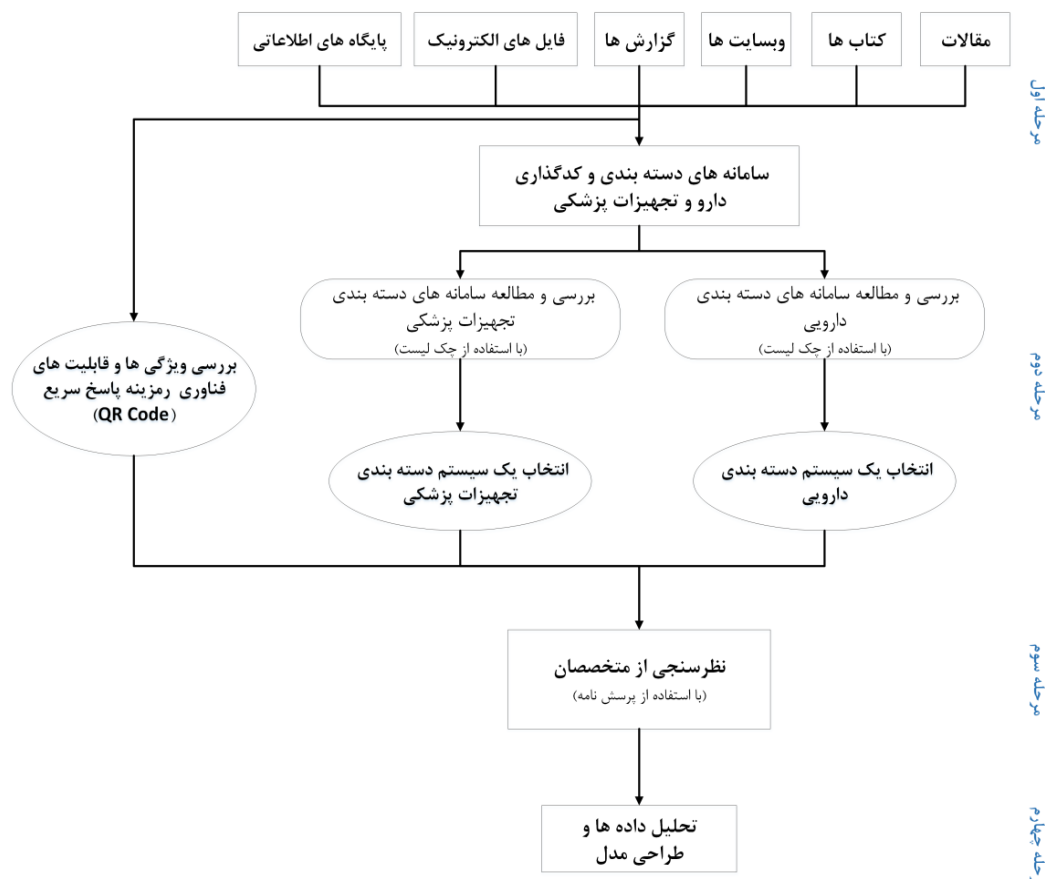 مقالات
کتاب ها
وبسایت ها
گزارش ها
فایل های الکترونیک
پایگاه های اطلاعاتی
مرحله اول
سامانه های دسته بندی و کدگذاری
دارو و تجهیزات پزشکی
بررسی و مطالعه سامانه های دسته بندی
دارویی
(با استفاده از چک لیست)
بررسی و مطالعه سامانه های دسته بندی
تجهیزات پزشکی
(با استفاده از چک لیست)
بررسی ویژگی ها و قابلیت های
فناوری رمزینه پاسخ سریع
(QR Code)
مرحله دوم
انتخاب یک سیستم دسته بندی
دارویی
انتخاب یک سیستم دسته بندی
تجهیزات پزشکی
نظرسنجی از متخصصان
(با استفاده از پرسش نامه)
مرحله سوم
تحلیل داده ها و
طراحی مدل
حله چهارم